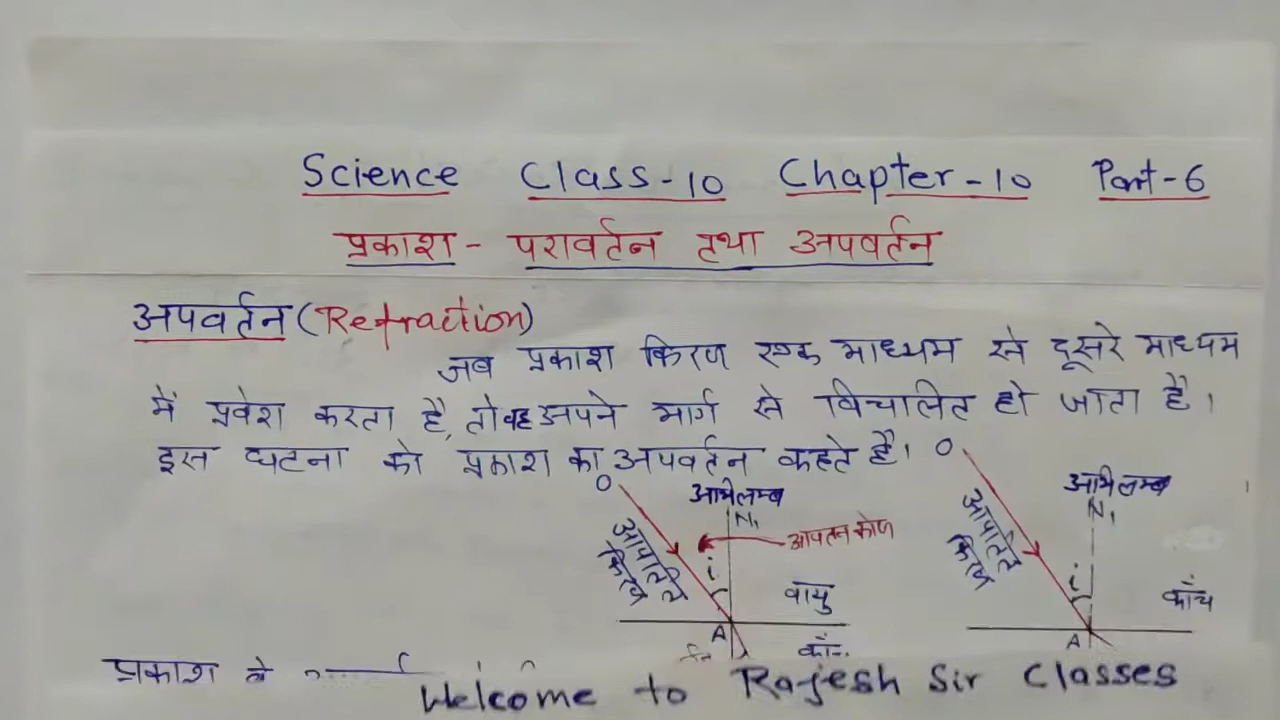 Science Class-10 Chapter-10 Part-6
प्रकाश - परावर्तन तथा अपवर्तन
अपवर्तन (Refraction)
जब प्रकाश किरण एक माध्यम से दूसरे माध्यम
में प्रवेश करता है, तो वह अपने मार्ग से विचालित हो जाता है।
इस घटना को प्रकाश का अपवर्तन कहते है।
O
अभिलम्ब
N₁
आपतन कोण
आपतित किरण
i
वायु
A
O
अभिलम्ब
N₁
आपतित किरण
i
काँच
A
प्रकाश के
Welcome to Rajesh Sir Classes